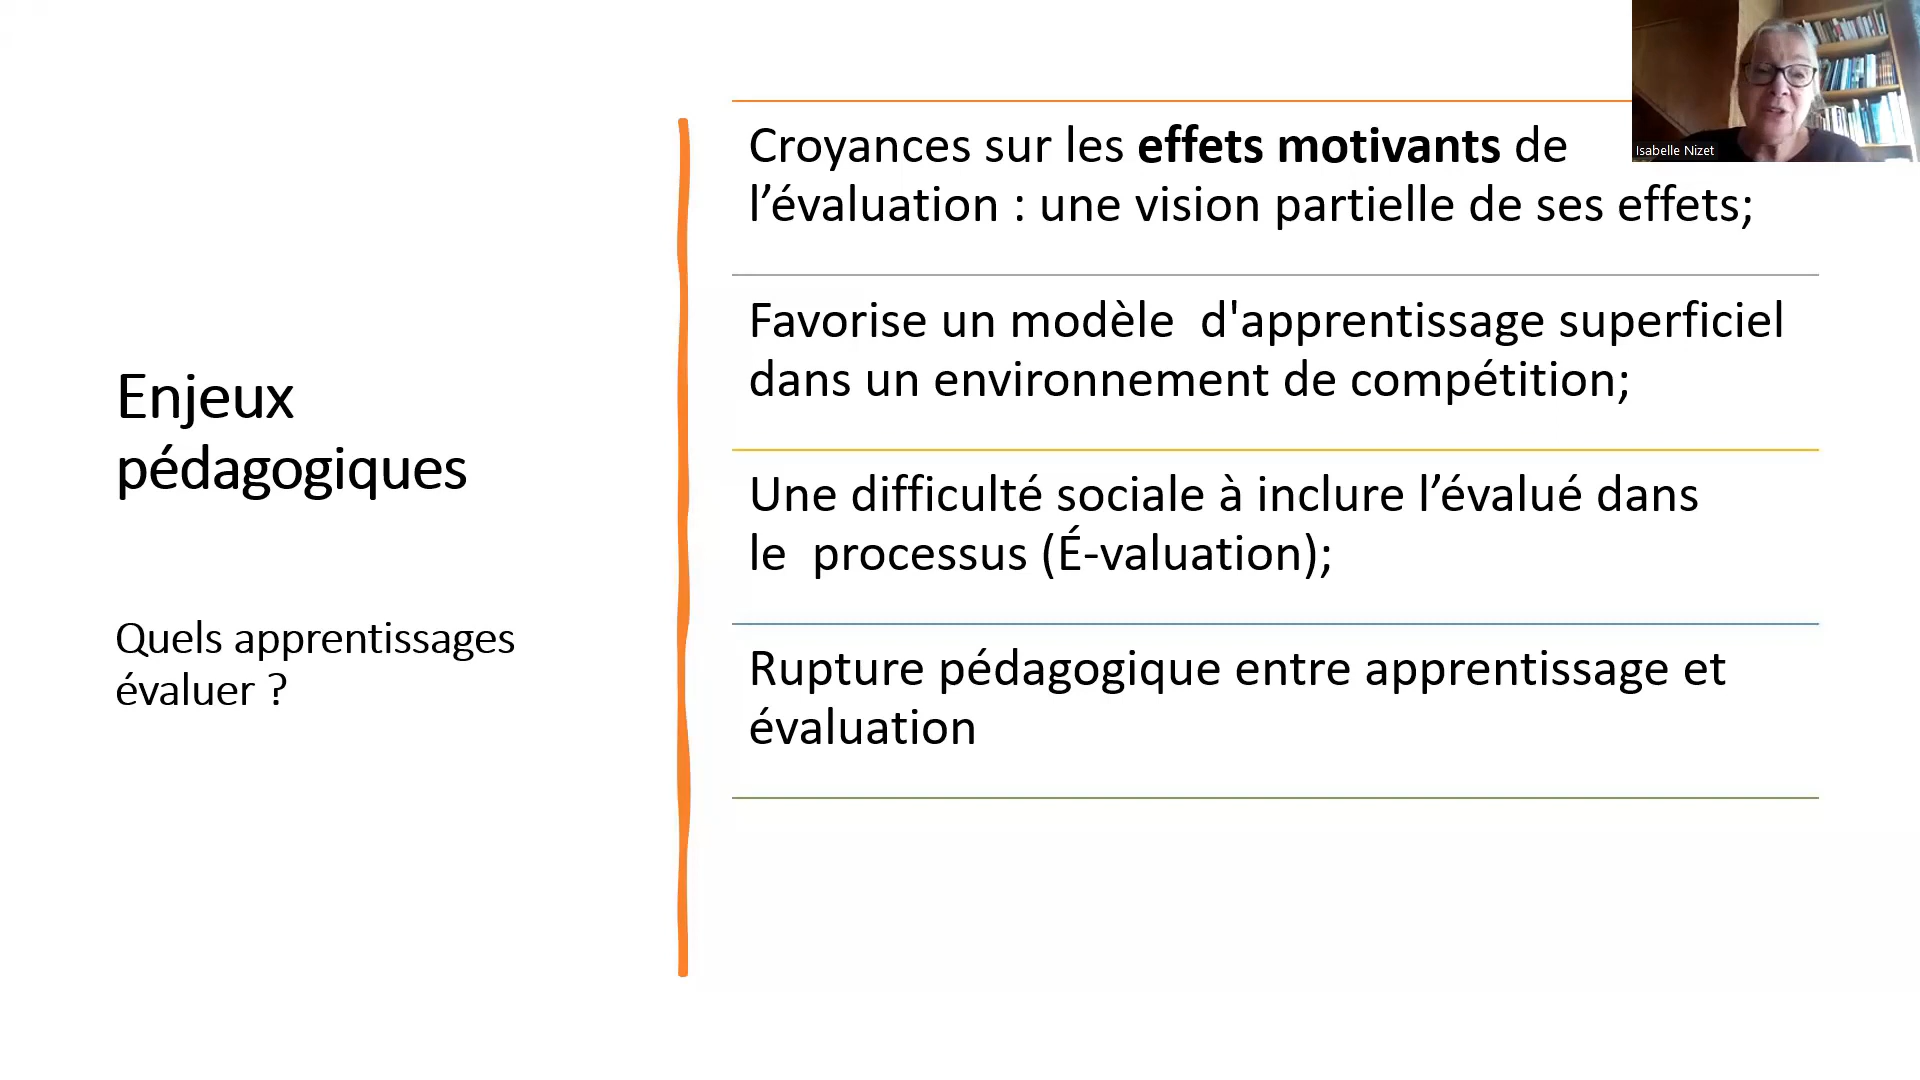 Enjeux
pédagogiques
Quels apprentissages
évaluer ?
Croyances sur les effets motivants de
l’évaluation : une vision partielle de ses effets;
Favorise un modèle  d'apprentissage superficiel
dans un environnement de compétition;
Une difficulté sociale à inclure l’évalué dans
le  processus (É-valuation);
Rupture pédagogique entre apprentissage et
évaluation
Isabelle Nizet